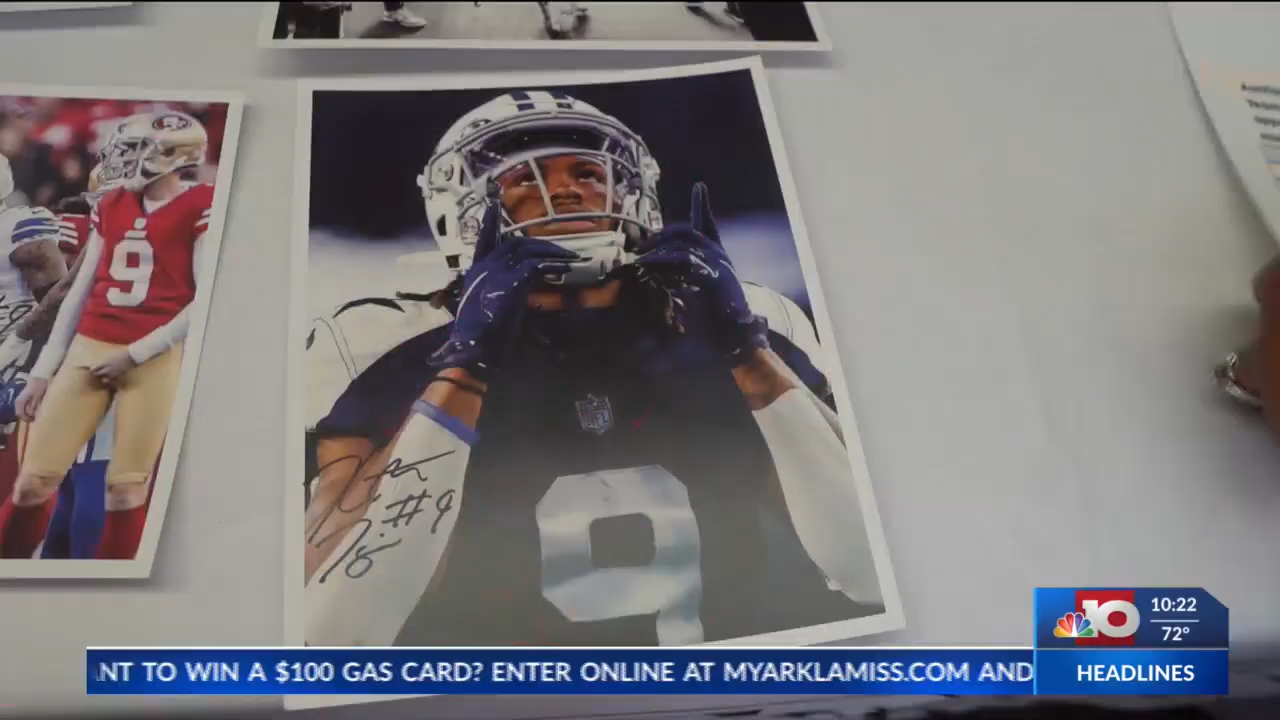 9
NFL
#9
9
10
10:22
72°
NT TO WIN A $100 GAS CARD? ENTER ONLINE AT MYARKLAMISS.COM AND
HEADLINES